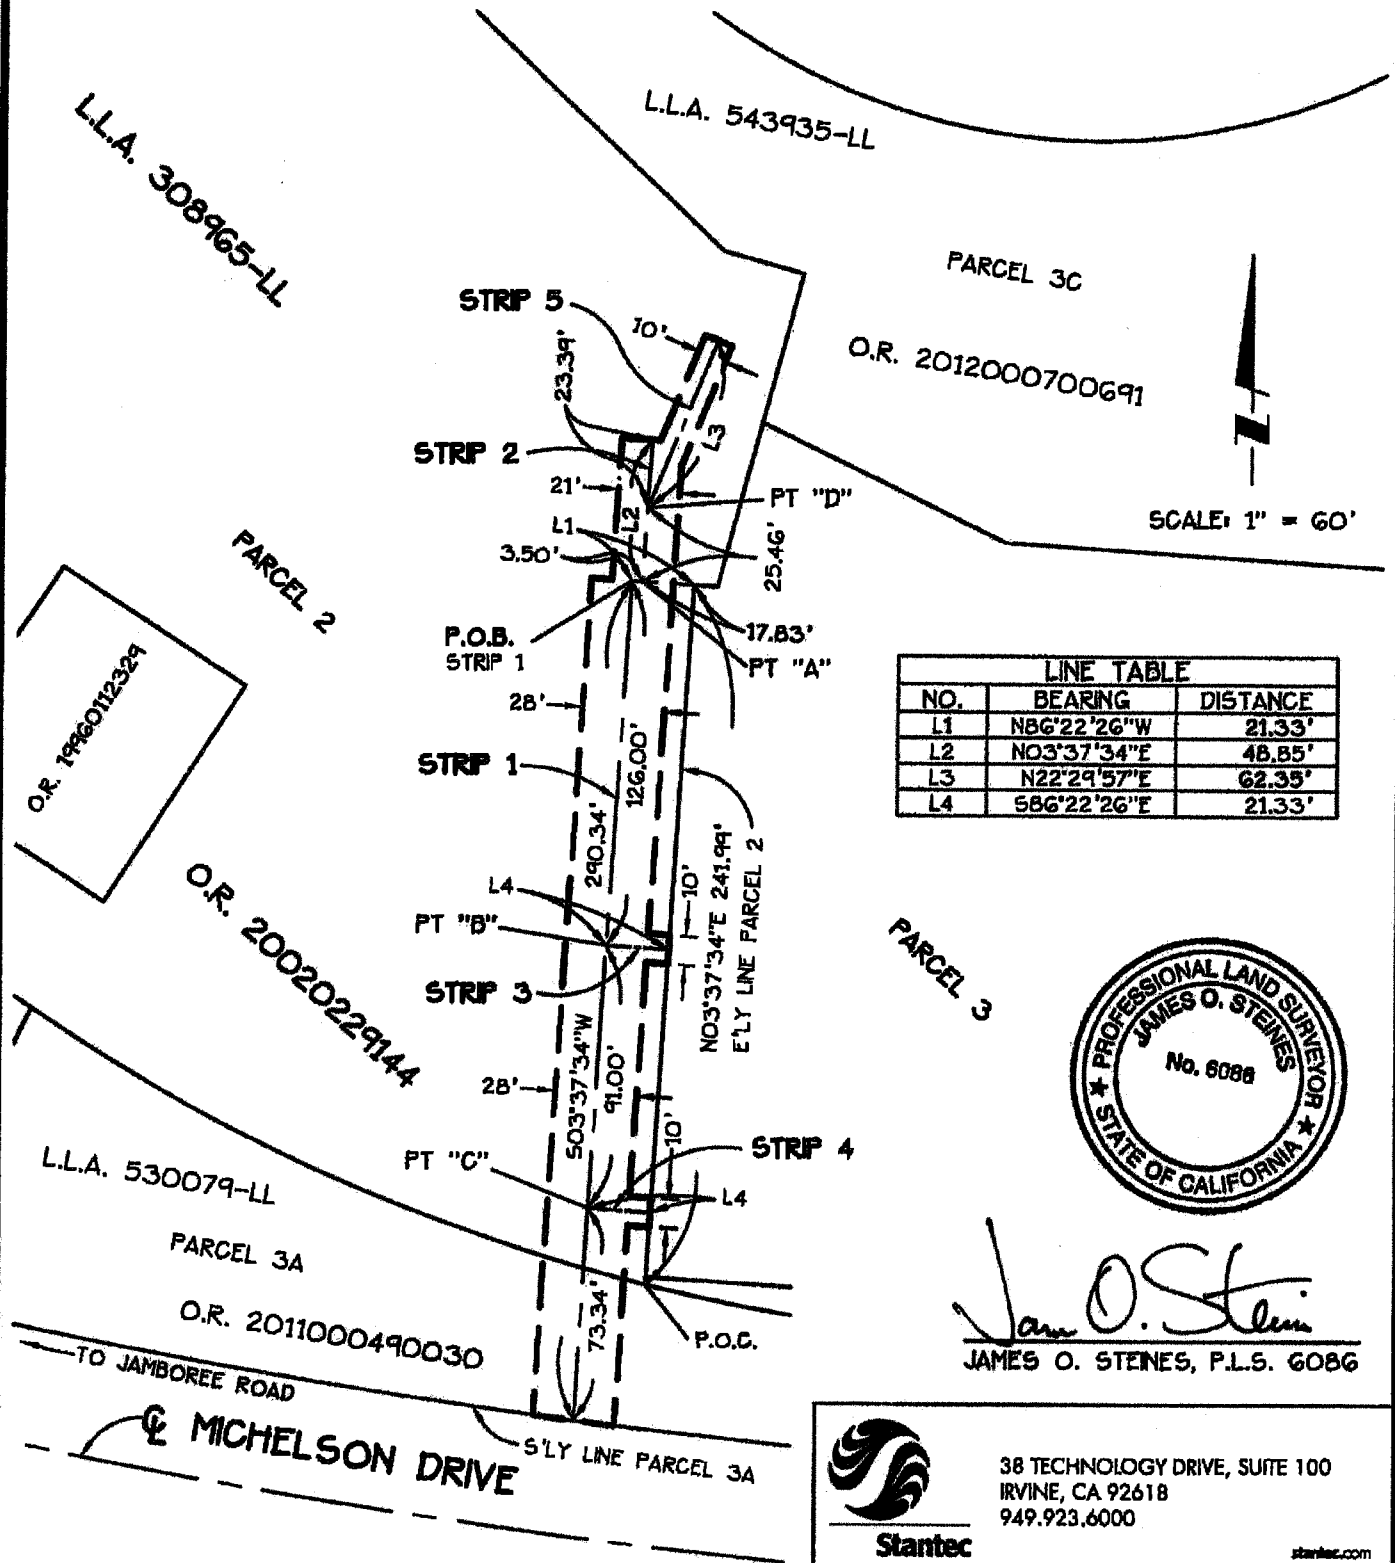 L.L.A. 543935-LL
L.L.A. 308965-LL
PARCEL 3C
STRIP 5
10'
O.R. 2012000700691
23.39'
L3
STRIP 2
21'
PT "D"
L2
SCALE: 1" = 60'
L1
3.50'
25.46'
PARCEL 2
17.83'
P.O.B.
STRIP 1
PT "A"
O.R. 19960112329
LINE TABLE
NO. BEARING DISTANCE
L1 N86°22'26"W 21.33'
L2 N03°37'34"E 48.85'
L3 N22°29'57"E 62.35'
L4 S86°22'26"E 21.33'
28'
STRIP 1
126.00'
290.34'
N03°37'34"E 241.99'
E'LY LINE PARCEL 2
L4
10'
PT "B"
O.R. 20020229144
PARCEL 3
STRIP 3
S03°37'34"W
91.00'
28'
10'
STRIP 4
PT "C"
L4
PROFESSIONAL LAND SURVEYOR
JAMES O. STEINES
No. 6086
STATE OF CALIFORNIA
L.L.A. 530079-LL
PARCEL 3A
O.R. 2011000490030
73.34'
P.O.C.
JAMES O. STEINES, P.L.S. 6086
TO JAMBOREE ROAD
℄ MICHELSON DRIVE
S'LY LINE PARCEL 3A
38 TECHNOLOGY DRIVE, SUITE 100
IRVINE, CA 92618
949.923.6000
Stantec
stantec.com